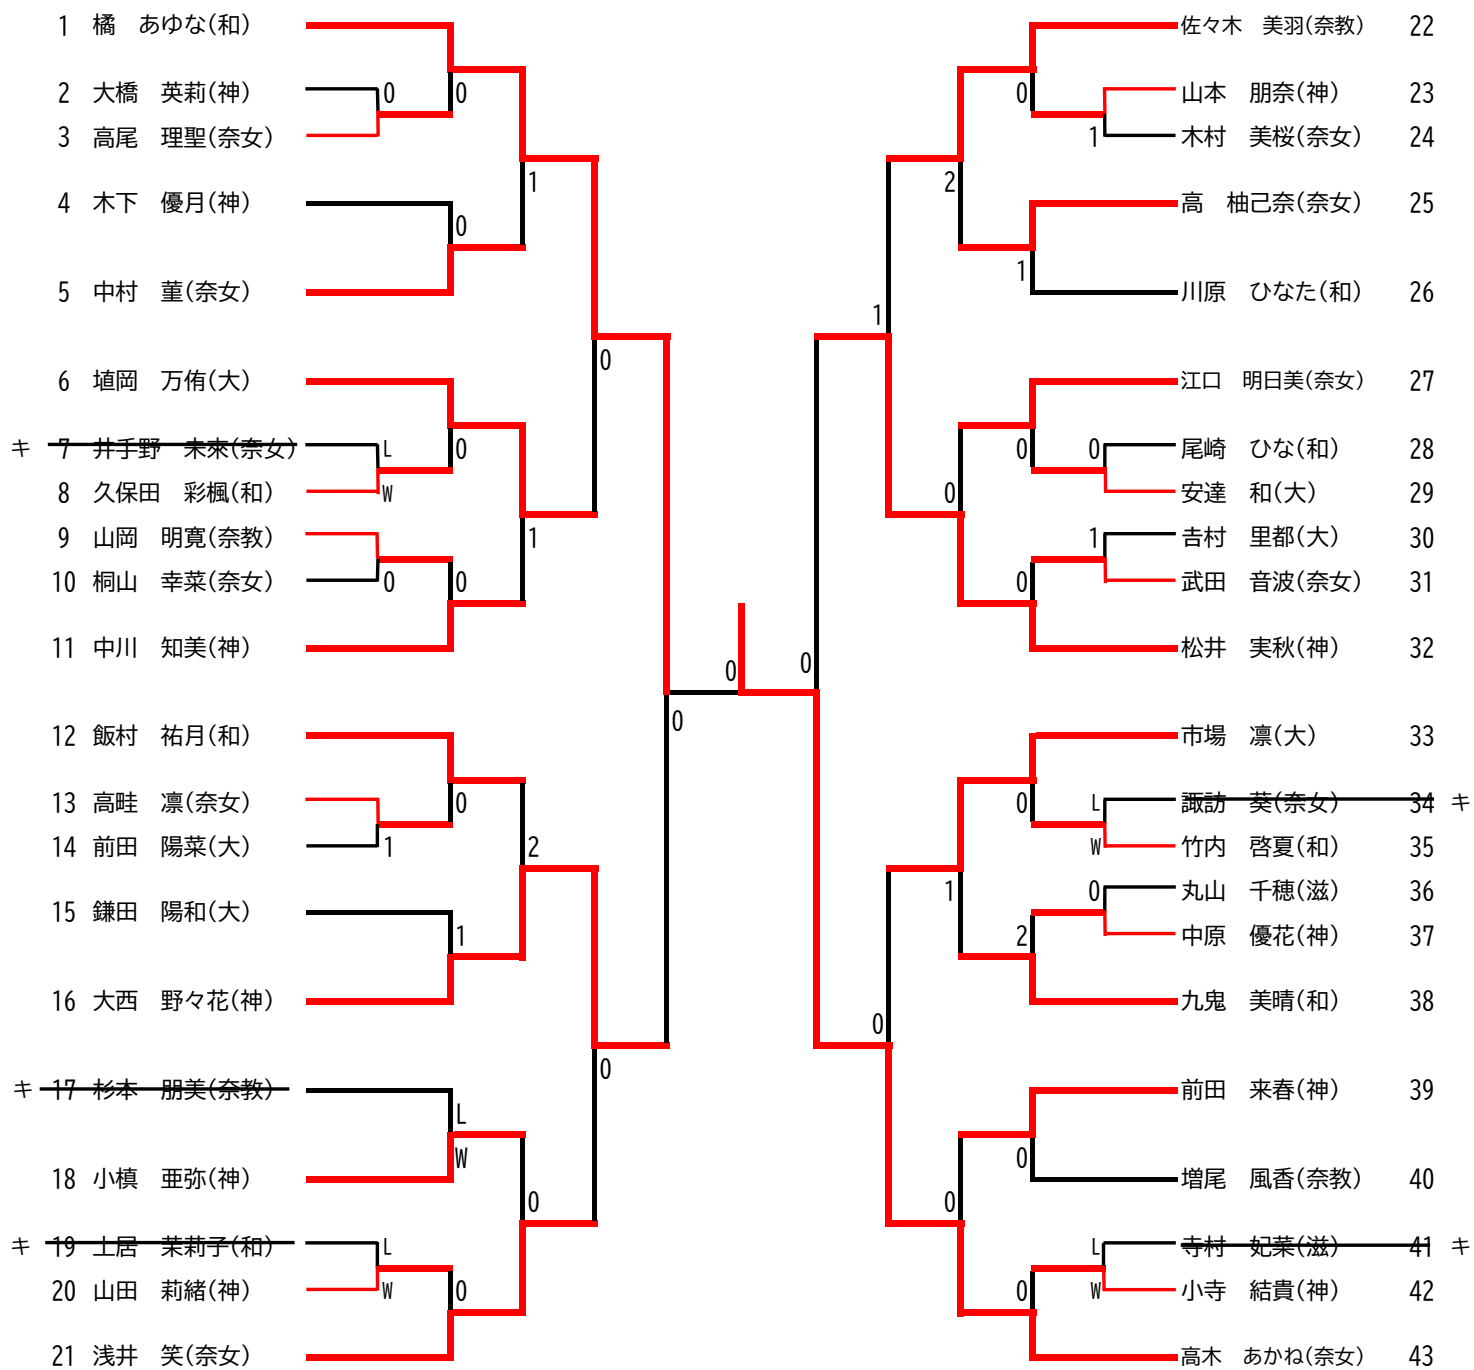 1 橘　あゆな(和)
2 大橋　英莉(神)
0
0
3 高尾　理聖(奈女)
1
4 木下　優月(神)
0
5 中村　菫(奈女)
0
6 埴岡　万侑(大)
キ 7 井手野　未來(奈女)
L
0
8 久保田　彩楓(和)
W
9 山岡　明寛(奈教)
1
10 桐山　幸菜(奈女)
0
0
11 中川　知美(神)
0
0
12 飯村　祐月(和)
13 高畦　凛(奈女)
0
14 前田　陽菜(大)
1
2
15 鎌田　陽和(大)
1
16 大西　野々花(神)
0
キ 17 杉本　朋美(奈教)
L
W
18 小槙　亜弥(神)
0
キ 19 土居　茉莉子(和)
L
20 山田　莉緒(神)
W
0
21 浅井　笑(奈女)
佐々木　美羽(奈教) 22
0
山本　朋奈(神) 23
1
木村　美桜(奈女) 24
2
高　柚己奈(奈女) 25
1
川原　ひなた(和) 26
1
江口　明日美(奈女) 27
0
0
尾崎　ひな(和) 28
0
安達　和(大) 29
1
𠮷村　里都(大) 30
0
武田　音波(奈女) 31
松井　実秋(神) 32
0
市場　凛(大) 33
0
L
諏訪　葵(奈女) 34 キ
W
竹内　啓夏(和) 35
1
0
丸山　千穂(滋) 36
2
中原　優花(神) 37
九鬼　美晴(和) 38
0
前田　来春(神) 39
0
増尾　風香(奈教) 40
0
L
寺村　妃菜(滋) 41 キ
0
W
小寺　結貴(神) 42
高木　あかね(奈女) 43